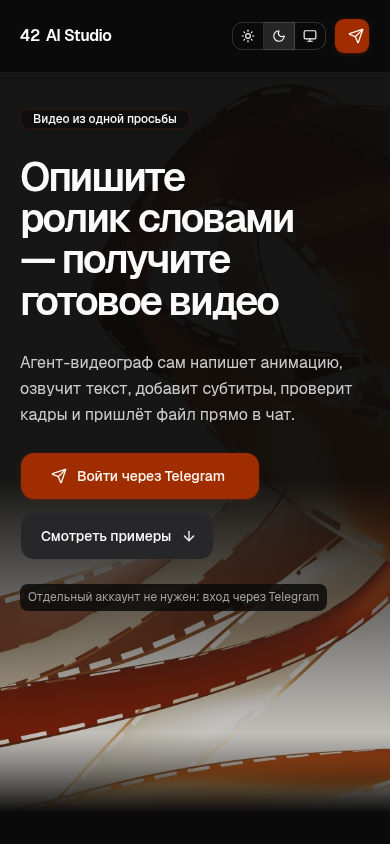 42 AI Studio
Видео из одной просьбы
Опишите
ролик словами
— получите
готовое видео
Агент-видеограф сам напишет анимацию,
озвучит текст, добавит субтитры, проверит
кадры и пришлёт файл прямо в чат.
Войти через Telegram
Смотреть примеры
Отдельный аккаунт не нужен: вход через Telegram